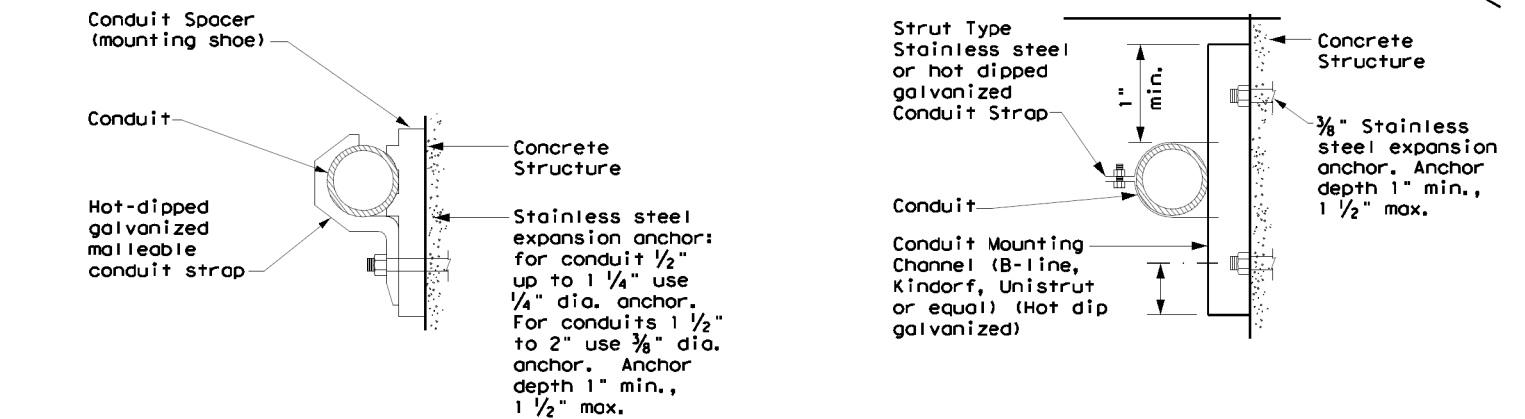 Conduit Spacer
(mounting shoe)
Conduit
Hot-dipped
galvanized
malleable
conduit strap
Concrete
Structure
Stainless steel
expansion anchor:
for conduit ½"
up to 1 ¼" use
¼" dia. anchor.
For conduits 1 ½"
to 2" use ⅜" dia.
anchor. Anchor
depth 1" min.,
1 ½" max.
Strut Type
Stainless steel
or hot dipped
galvanized
Conduit Strap
1"
min.
Conduit
Conduit Mounting
Channel (B-line,
Kindorf, Unistrut
or equal) (Hot dip
galvanized)
Concrete
Structure
⅜" Stainless
steel expansion
anchor. Anchor
depth 1" min.,
1 ½" max.